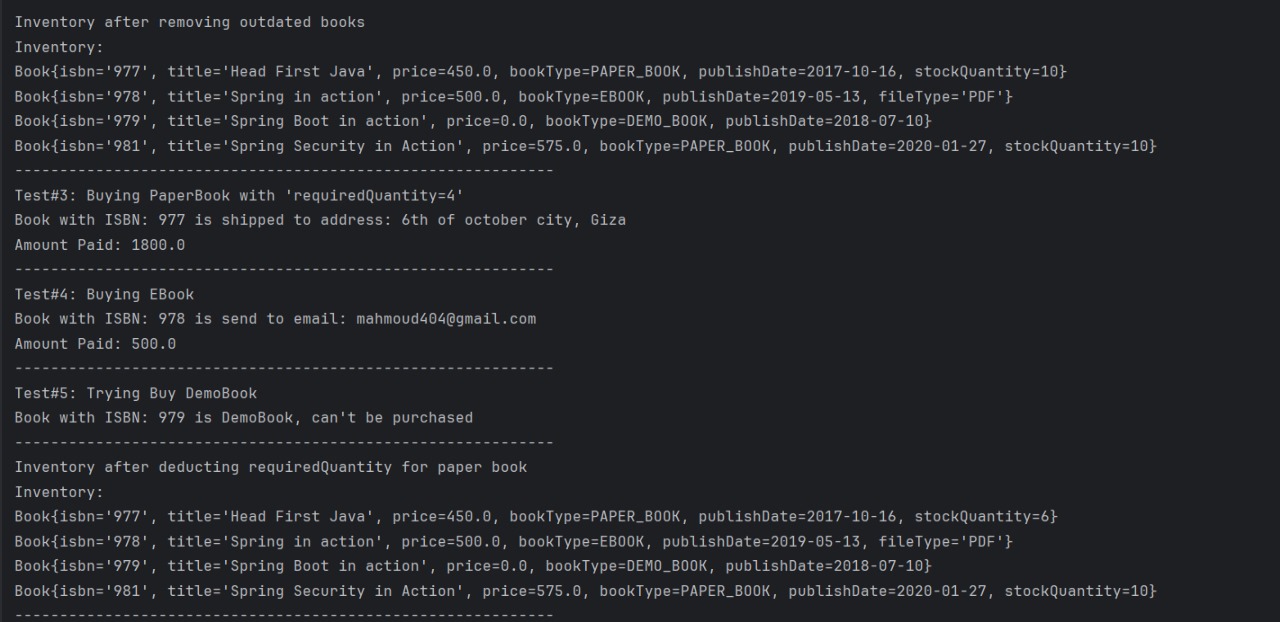 Inventory after removing outdated books
Inventory:
Book{isbn='977', title='Head First Java', price=450.0, bookType=PAPER_BOOK, publishDate=2017-10-16, stockQuantity=10}
Book{isbn='978', title='Spring in action', price=500.0, bookType=EBOOK, publishDate=2019-05-13, fileType='PDF'}
Book{isbn='979', title='Spring Boot in action', price=0.0, bookType=DEMO_BOOK, publishDate=2018-07-10}
Book{isbn='981', title='Spring Security in Action', price=575.0, bookType=PAPER_BOOK, publishDate=2020-01-27, stockQuantity=10}
------------------------------------------------------------
Test#3: Buying PaperBook with 'requiredQuantity=4'
Book with ISBN: 977 is shipped to address: 6th of october city, Giza
Amount Paid: 1800.0
------------------------------------------------------------
Test#4: Buying EBook
Book with ISBN: 978 is send to email: mahmoud404@gmail.com
Amount Paid: 500.0
------------------------------------------------------------
Test#5: Trying Buy DemoBook
Book with ISBN: 979 is DemoBook, can't be purchased
------------------------------------------------------------
Inventory after deducting requiredQuantity for paper book
Inventory:
Book{isbn='977', title='Head First Java', price=450.0, bookType=PAPER_BOOK, publishDate=2017-10-16, stockQuantity=6}
Book{isbn='978', title='Spring in action', price=500.0, bookType=EBOOK, publishDate=2019-05-13, fileType='PDF'}
Book{isbn='979', title='Spring Boot in action', price=0.0, bookType=DEMO_BOOK, publishDate=2018-07-10}
Book{isbn='981', title='Spring Security in Action', price=575.0, bookType=PAPER_BOOK, publishDate=2020-01-27, stockQuantity=10}
------------------------------------------------------------